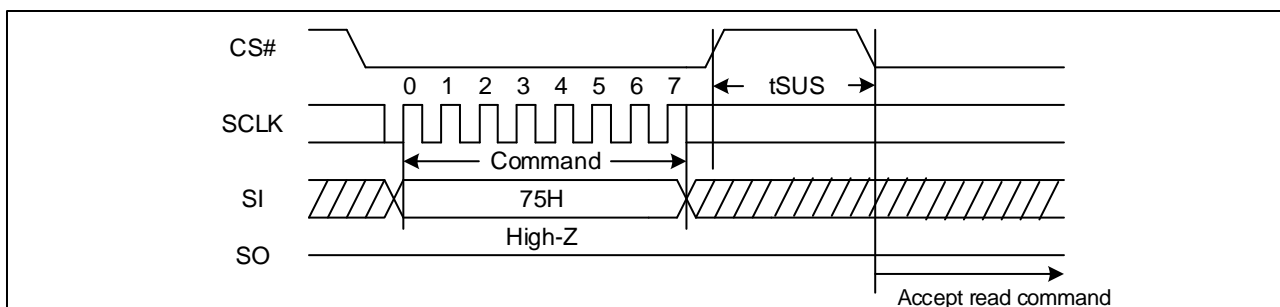 CS#
tSUS
0 1 2 3 4 5 6 7
SCLK
Command
SI
75H
High-Z
SO
Accept read command